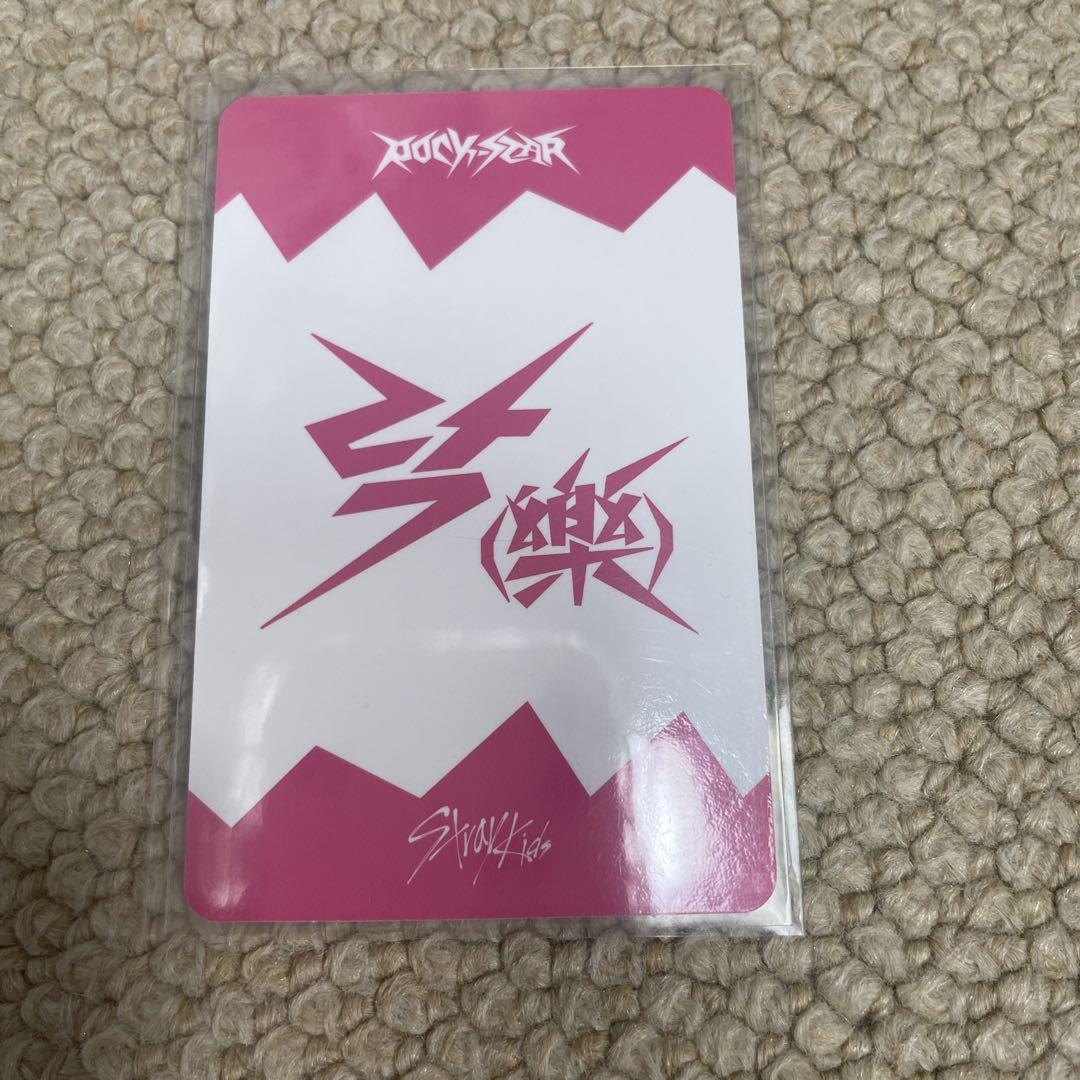 ROCK-STAR
락
(樂)
Stray Kids